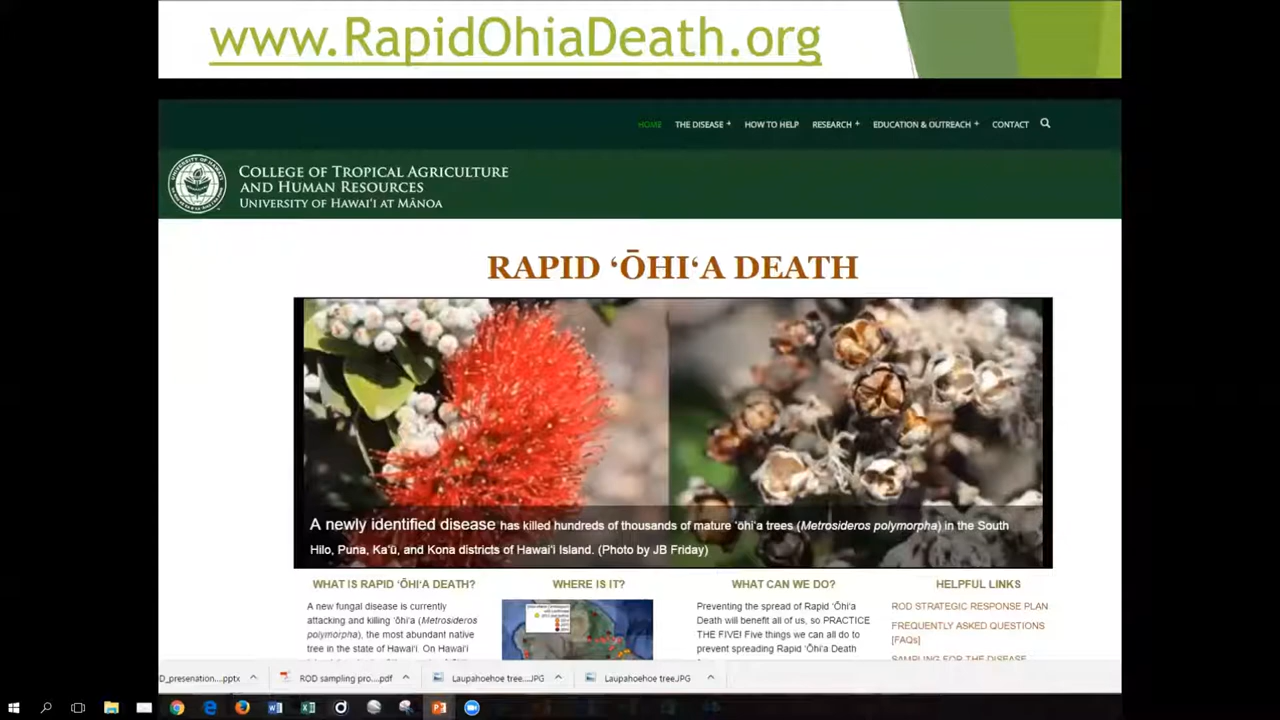 www.RapidOhiaDeath.org
HOME THE DISEASE + HOW TO HELP RESEARCH + EDUCATION & OUTREACH + CONTACT
COLLEGE OF TROPICAL AGRICULTURE
AND HUMAN RESOURCES
UNIVERSITY OF HAWAIʻI AT MĀNOA
RAPID ʻŌHIʻA DEATH
A newly identified disease has killed hundreds of thousands of mature ʻōhiʻa trees (Metrosideros polymorpha) in the South
Hilo, Puna, Kaʻū, and Kona districts of Hawaiʻi Island. (Photo by JB Friday)
WHAT IS RAPID ʻŌHIʻA DEATH?
A new fungal disease is currently
attacking and killing ʻōhiʻa (Metrosideros
polymorpha), the most abundant native
tree in the state of Hawaiʻi. On Hawaiʻi
WHERE IS IT?
WHAT CAN WE DO?
Preventing the spread of Rapid ʻŌhiʻa
Death will benefit all of us, so PRACTICE
THE FIVE! Five things we can all do to
prevent spreading Rapid ʻŌhiʻa Death
HELPFUL LINKS
ROD STRATEGIC RESPONSE PLAN
FREQUENTLY ASKED QUESTIONS
[FAQs]
SAMPLING FOR THE DISEASE
D_presenation....pptx ROD sampling pro....pdf Laupahoehoe tree....JPG Laupahoehoe tree.JPG